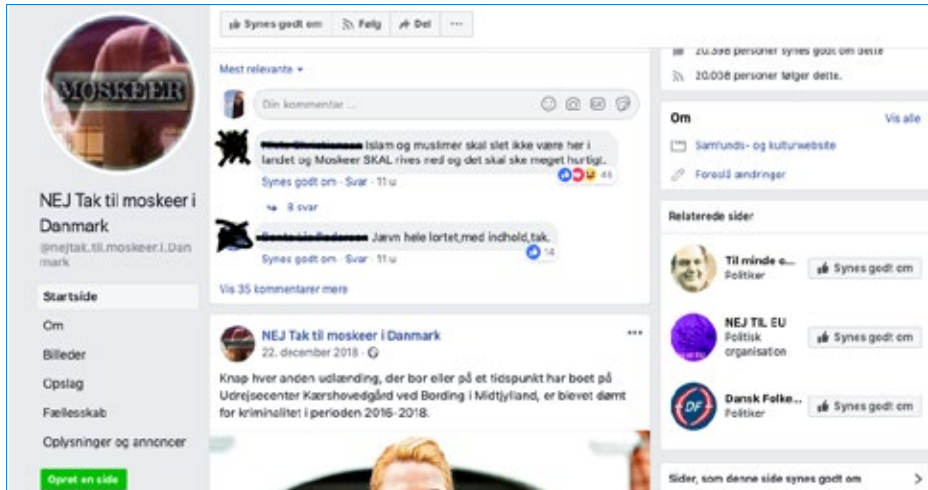 MOSKEER
NEJ Tak til moskeer i
Danmark
@nejtak.til.moskeer.i.Dan
mark
Startside
Om
Billeder
Opslag
Fællesskab
Oplysninger og annoncer
Opret en side
Synes godt om
Følg
Del
Mest relevante
Din kommentar ...
Islam og muslimer skal slet ikke være her i
landet og Moskeer SKAL rives ned og det skal ske meget hurtigt.
46
Synes godt om · Svar · 11 u
8 svar
Jævn hele lortet,med indhold,tak.
14
Synes godt om · Svar · 11 u
Vis 35 kommentarer mere
NEJ Tak til moskeer i Danmark
22. december 2018 ·
Knap hver anden udlænding, der bor eller på et tidspunkt har boet på
Udrejsecenter Kærshovedgård ved Bording i Midtjylland, er blevet dømt
for kriminalitet i perioden 2016-2018.
20.398 personer synes godt om dette
20.038 personer følger dette.
Om
Vis alle
Samfunds- og kulturwebsite
Foreslå ændringer
Relaterede sider
Til minde o...
Politiker
Synes godt om
NEJ TIL EU
Politisk
organisation
Synes godt om
DF
Dansk Folke...
Politiker
Synes godt om
Sider, som denne side synes godt om